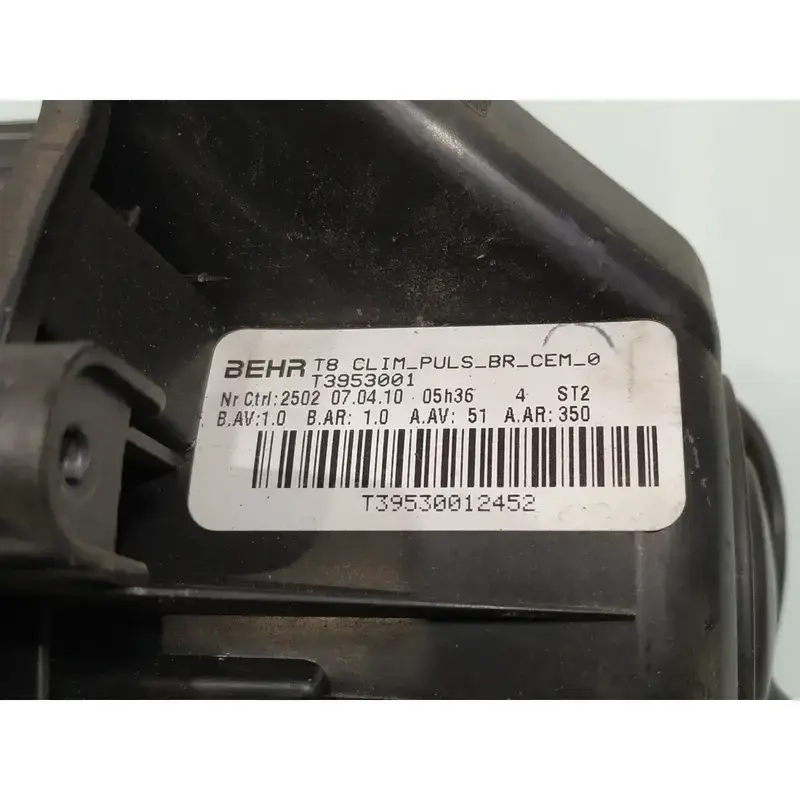 BEHR T8 CLIM_PULS_BR_CEM_0
T3953001
Nr Ctrl:2502 07.04.10 05h36 4 ST2
B.AV:1.0 B.AR: 1.0 A.AV: 51 A.AR: 350
T39530012452